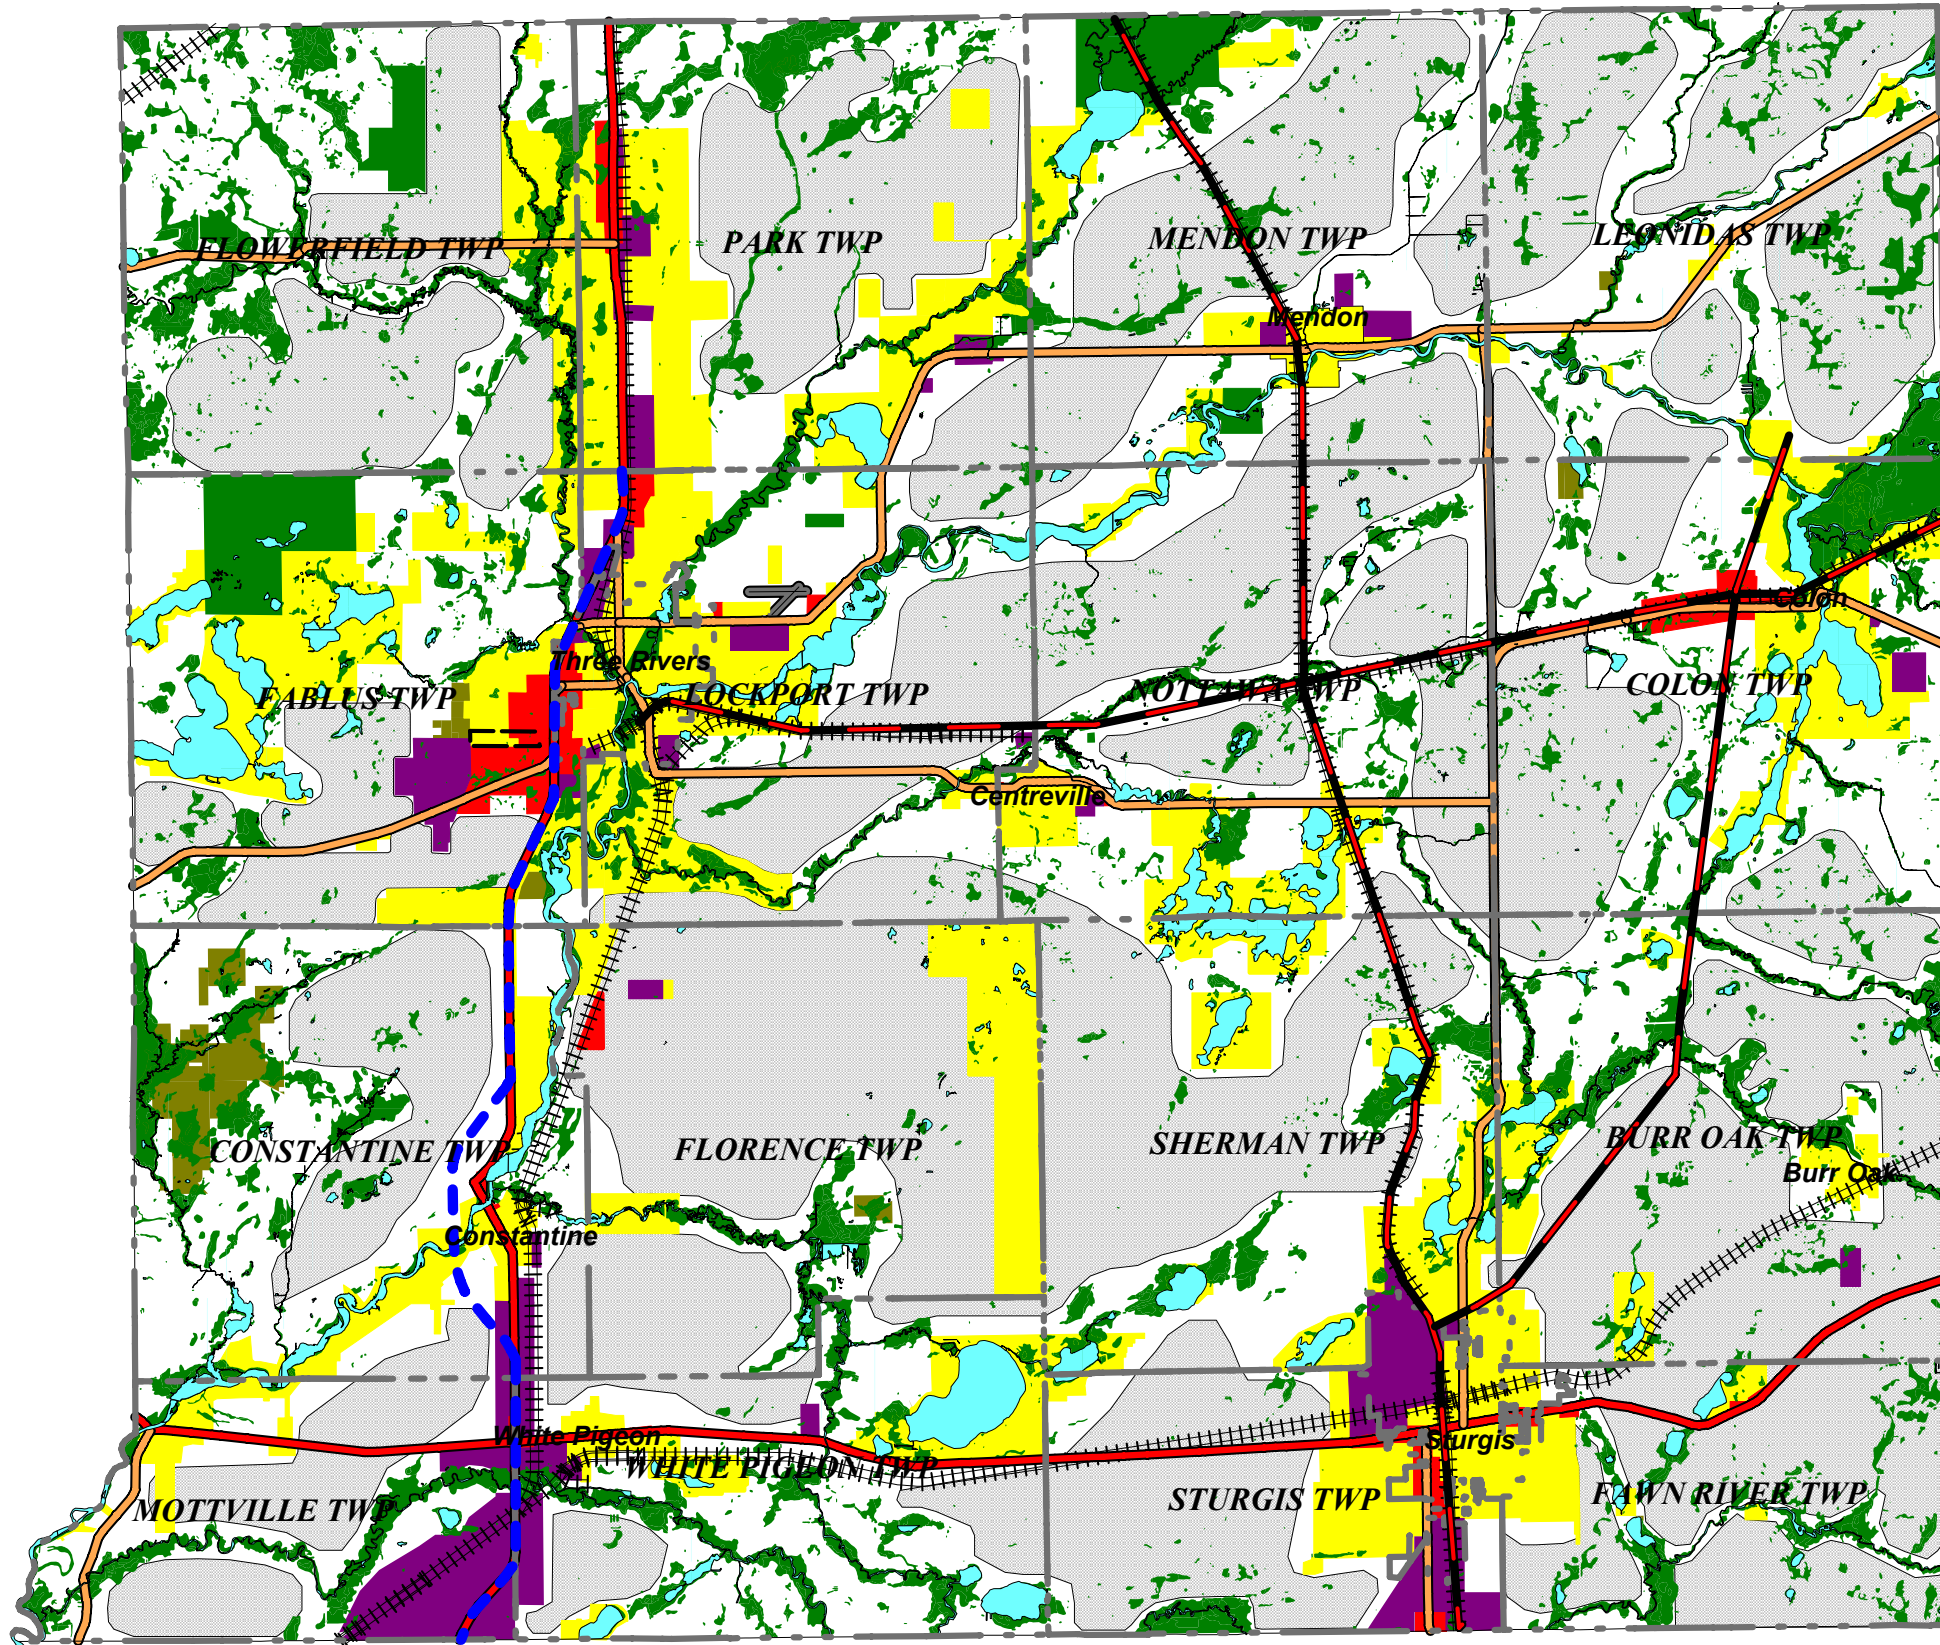 FLOWERFIELD TWP
PARK TWP
MENDON TWP
LEONIDAS TWP
Mendon
Colon
Three Rivers
FABLUS TWP
LOCKPORT TWP
NOTTAWA TWP
COLON TWP
Centreville
CONSTANTINE TWP
FLORENCE TWP
SHERMAN TWP
BURR OAK TWP
Burr Oak
Constantine
White Pigeon
Sturgis
WHITE PIGEON TWP
MOTTVILLE TWP
STURGIS TWP
FAWN RIVER TWP